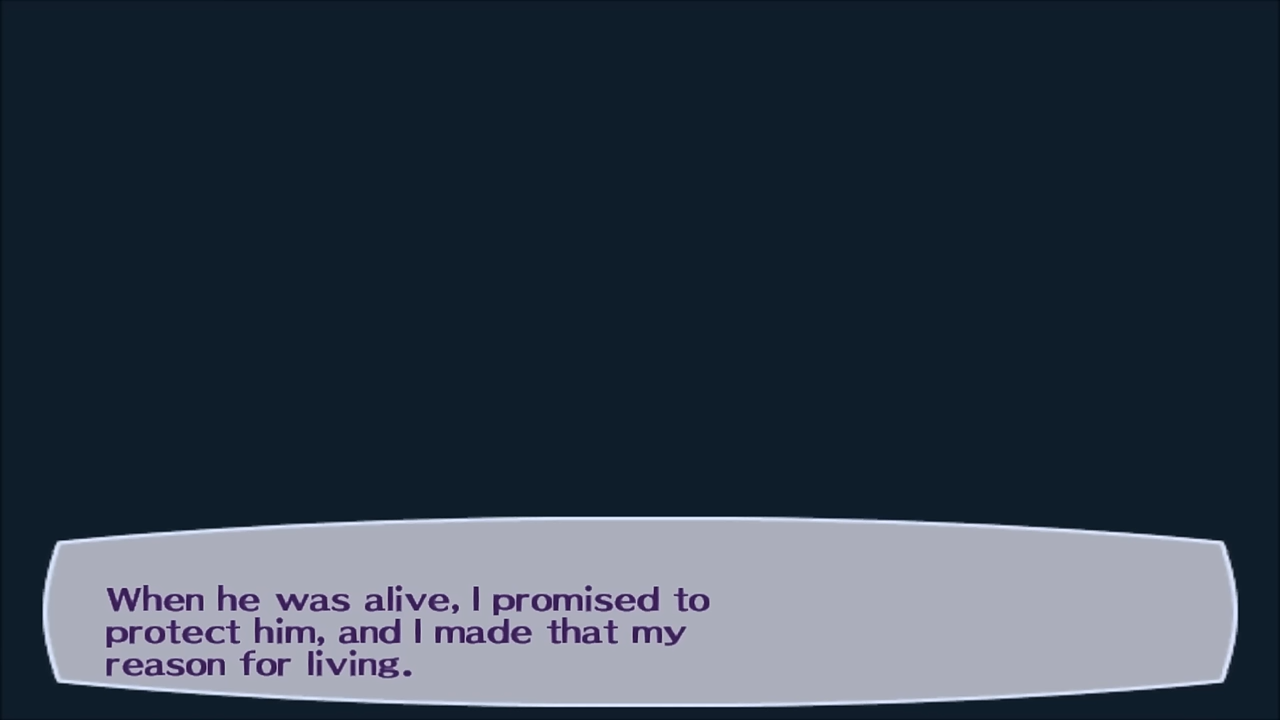 When he was alive, I promised to
protect him, and I made that my
reason for living.